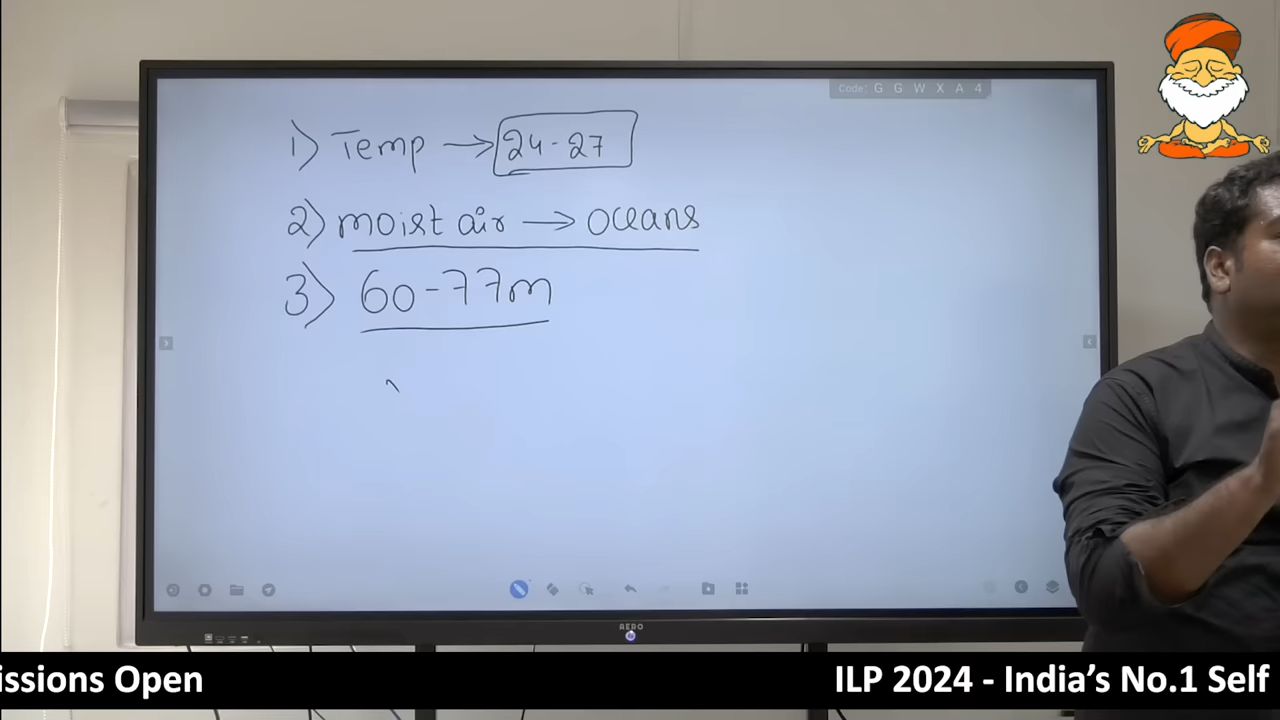 Code: G G W X A 4
1) Temp → 24-27
2) moist air → oceans
3) 60-77m
AERO
issions Open
ILP 2024 - India’s No.1 Self